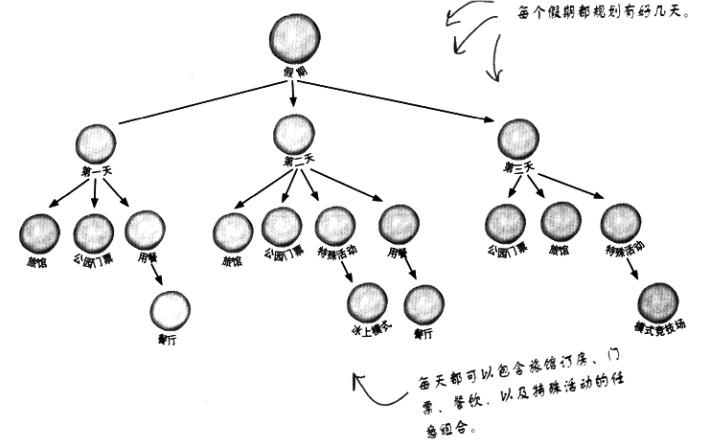 每个假期都规划有好几天。
假期
第一天
第二天
第三天
旅馆
公园门票
用餐
旅馆
公园门票
特殊活动
用餐
公园门票
旅馆
特殊活动
餐厅
冰上模式
餐厅
模式竞技场
每天都可以包含旅馆订房、门
票、餐饮，以及特殊活动的任
意组合。